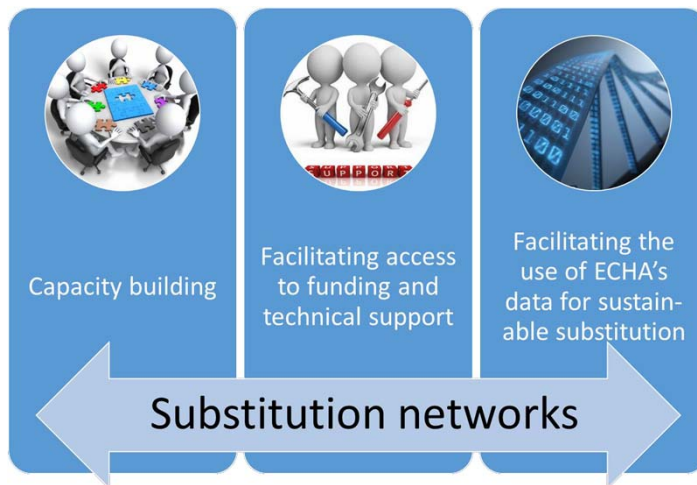 SUPPORT
Capacity building
Facilitating access
to funding and
technical support
Facilitating the
use of ECHA's
data for sustain-
able substitution
Substitution networks